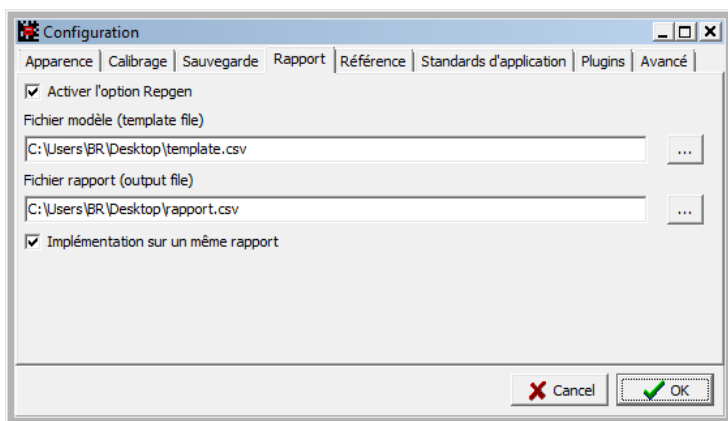 Configuration
Apparence Calibrage Sauvegarde Rapport Référence Standards d'application Plugins Avancé
Activer l'option Repgen
Fichier modèle (template file)
C:\Users\BR\Desktop\template.csv ...
Fichier rapport (output file)
C:\Users\BR\Desktop\rapport.csv ...
Implémentation sur un même rapport
Cancel OK